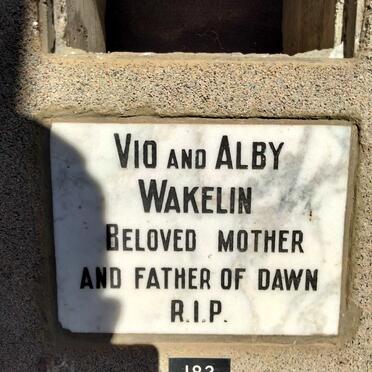 VIO AND ALBY
WAKELIN
BELOVED MOTHER
AND FATHER OF DAWN
R.I.P.